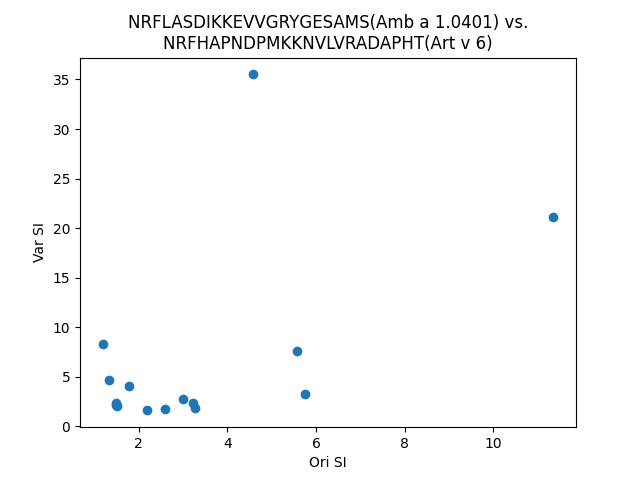 NRFLASDIKKEVVGRYGESAMS(Amb a 1.0401) vs.
NRFHAPNDPMKKNVLVRADAPHT(Art v 6)
35
30
25
20
15
10
5
0
Var SI
2 4 6 8 10
Ori SI